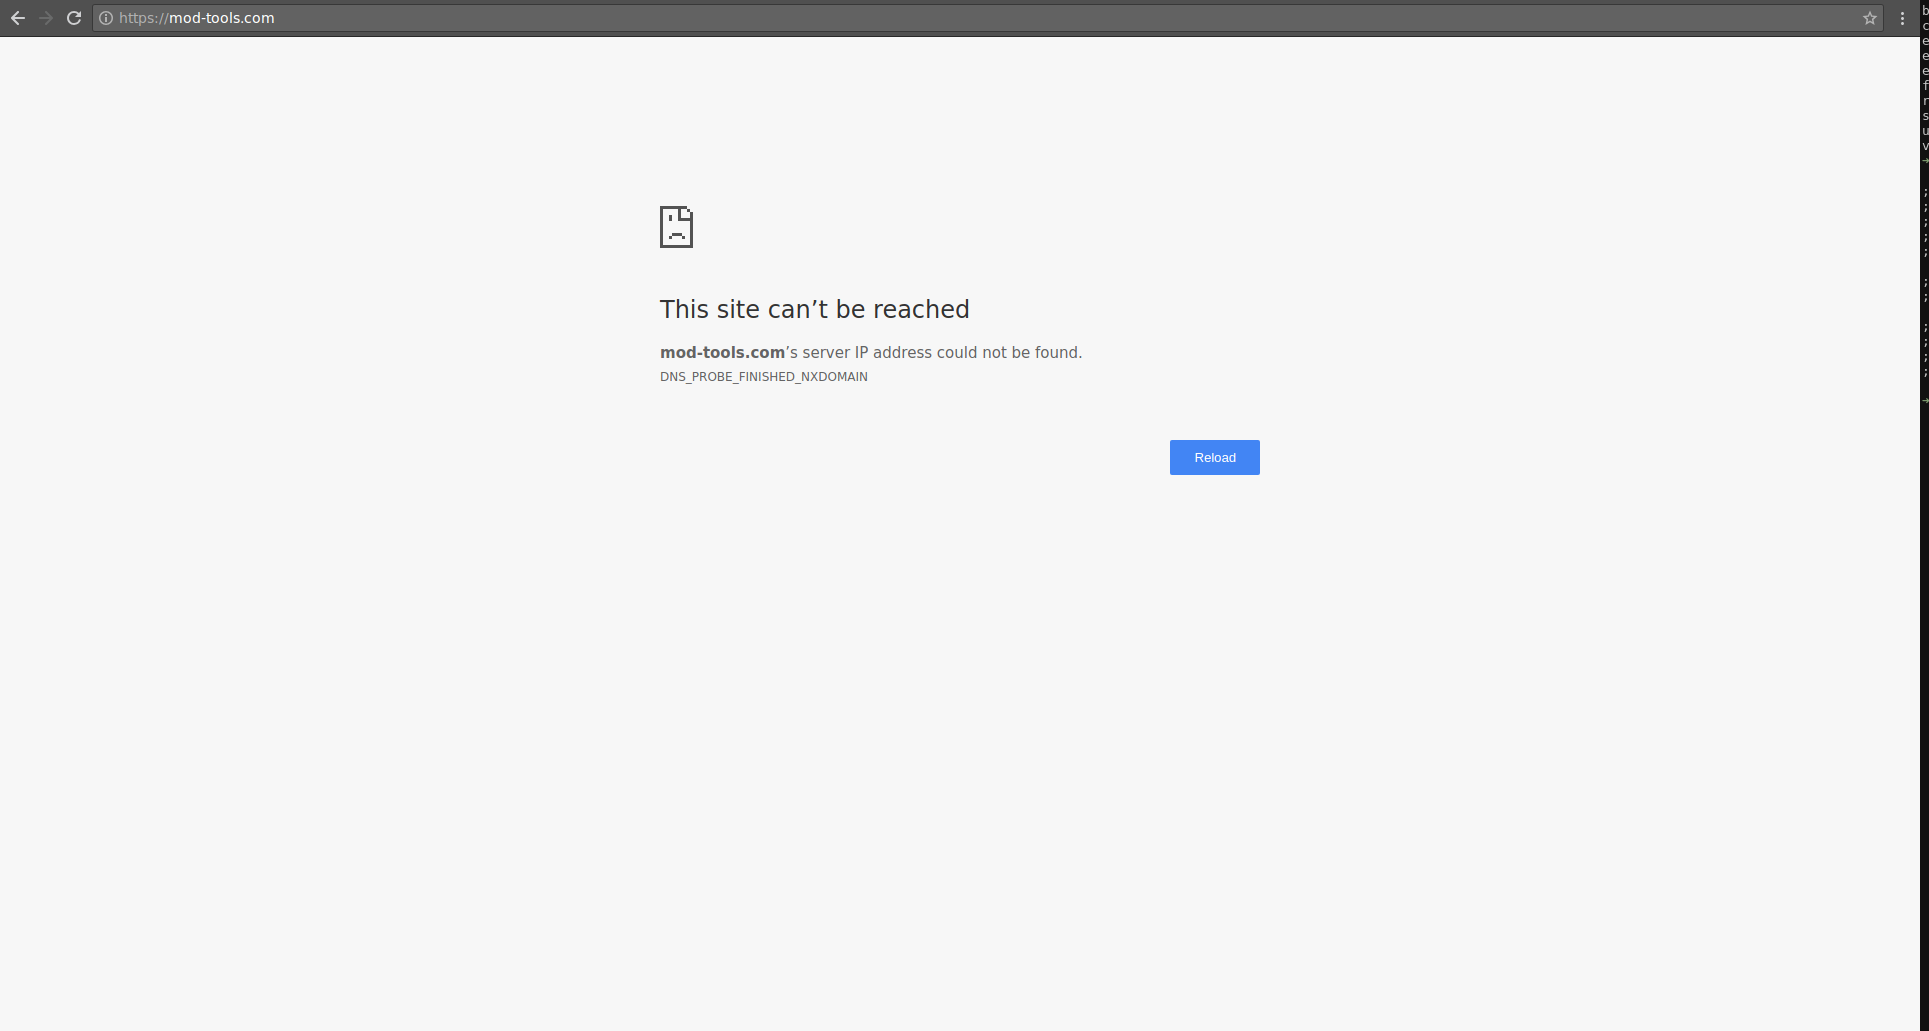 https://mod-tools.com
This site can’t be reached
mod-tools.com’s server IP address could not be found.
DNS_PROBE_FINISHED_NXDOMAIN
Reload
b
c
e
e
e
f
r
s
u
v
;
;
;
;
;
;
;
;
;
;
;